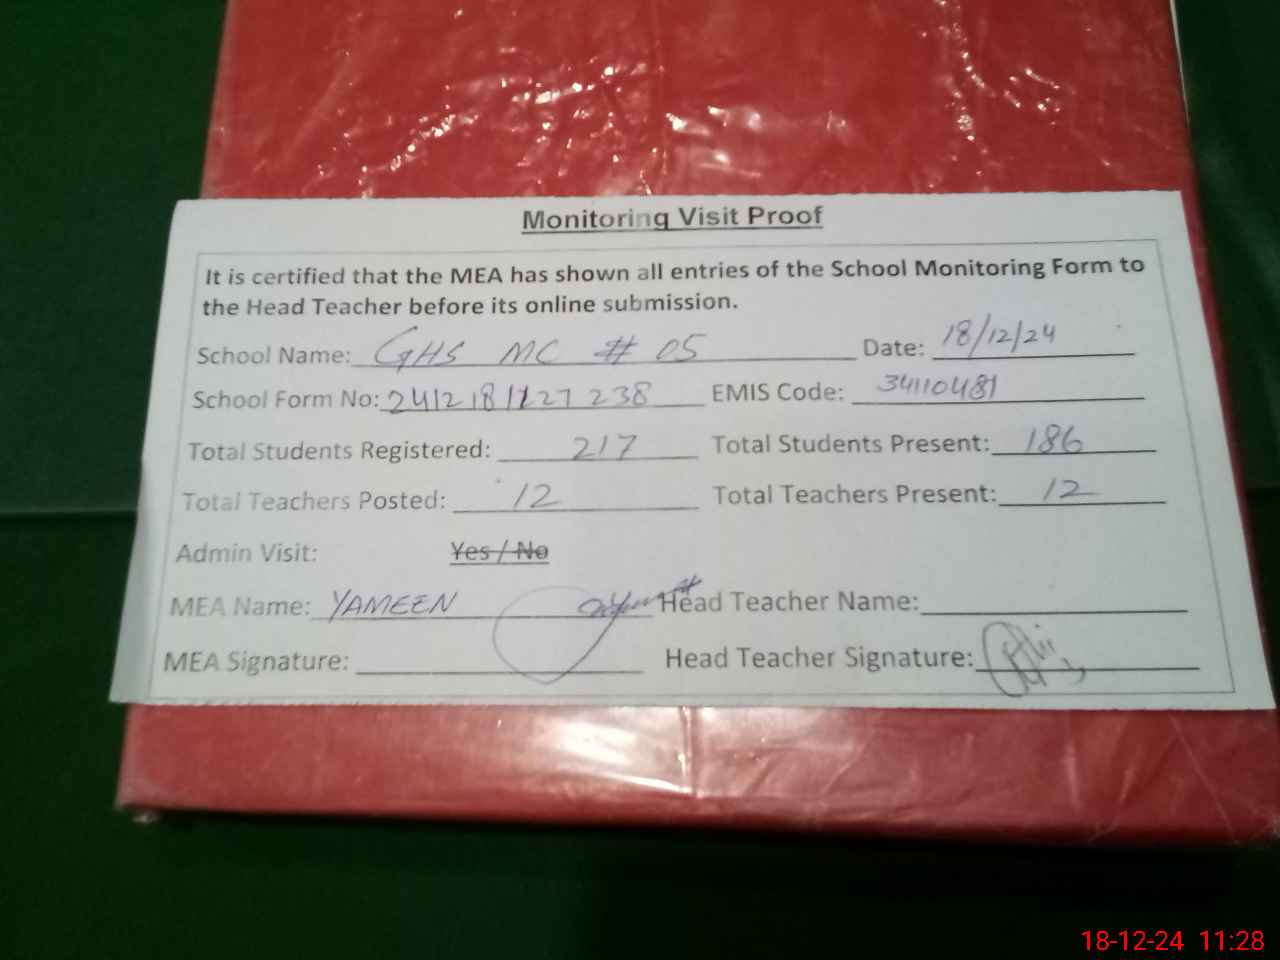 Monitoring Visit Proof
It is certified that the MEA has shown all entries of the School Monitoring Form to
the Head Teacher before its online submission.
School Name: GHS MC # 05 Date: 18/12/24
School Form No: 2412181127238 EMIS Code: 34110481
Total Students Registered: 217 Total Students Present: 186
Total Teachers Posted: 12 Total Teachers Present: 12
Admin Visit: Yes / No
MEA Name: YAMEEN Head Teacher Name:
MEA Signature: Head Teacher Signature:
18-12-24 11:28